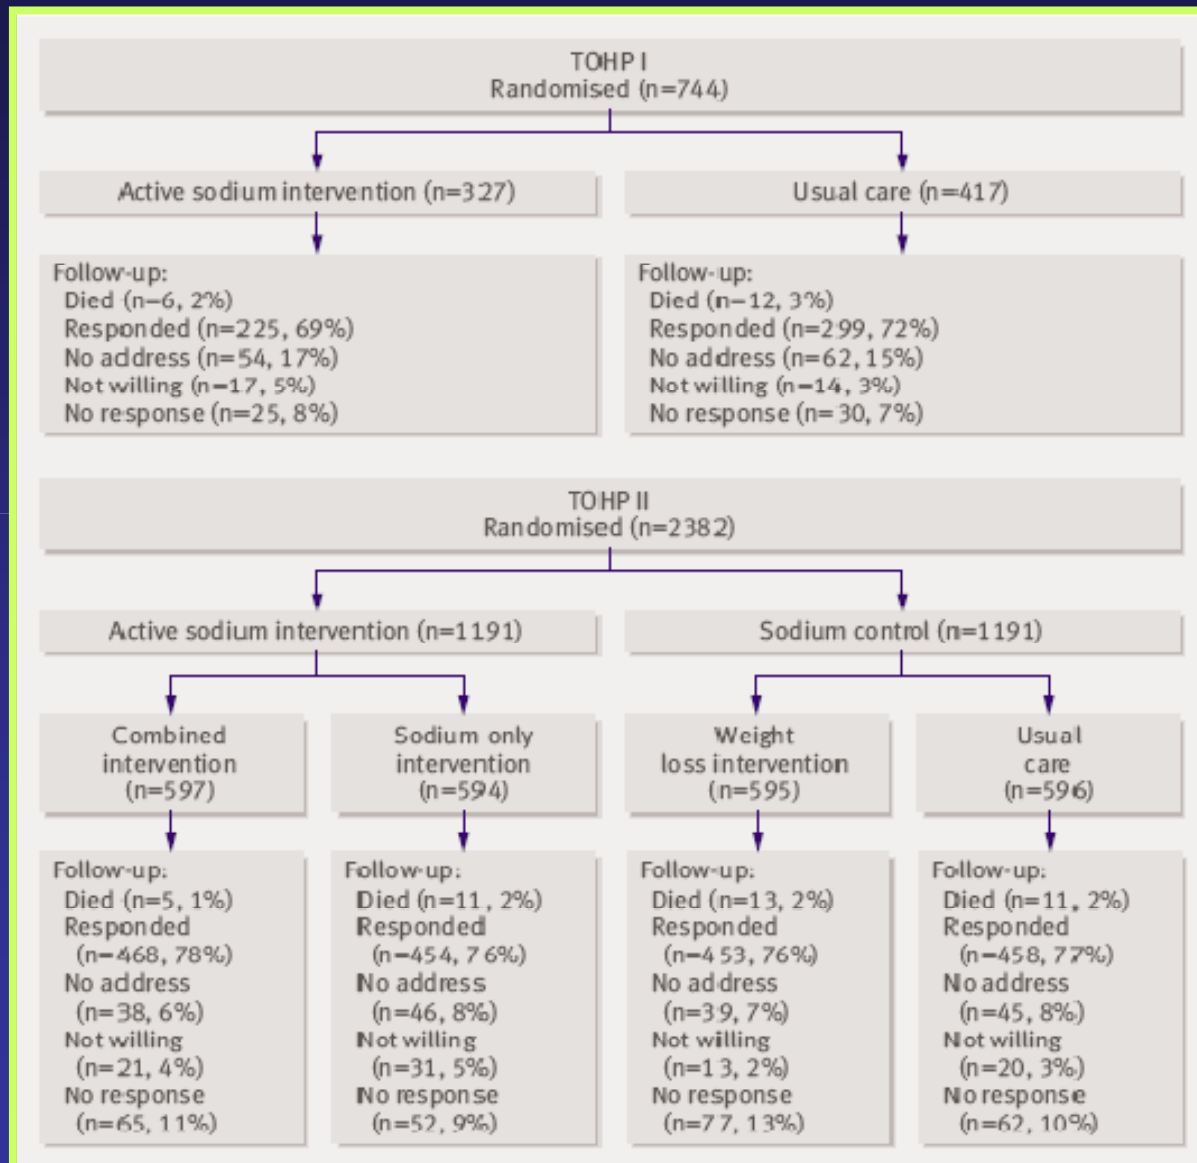 TOHP I
Randomised (n=744)
Active sodium intervention (n=327)
Usual care (n=417)
Follow-up:
Died (n=6, 2%)
Responded (n=225, 69%)
No address (n=54, 17%)
Not willing (n=17, 5%)
No response (n=25, 8%)
Follow-up:
Died (n=12, 3%)
Responded (n=299, 72%)
No address (n=62, 15%)
Not willing (n=14, 3%)
No response (n=30, 7%)
TOHP II
Randomised (n=2382)
Active sodium intervention (n=1191)
Sodium control (n=1191)
Combined
intervention
(n=597)
Sodium only
intervention
(n=594)
Weight
loss intervention
(n=595)
Usual
care
(n=596)
Follow-up:
Died (n=5, 1%)
Responded
(n=468, 78%)
No address
(n=38, 6%)
Not willing
(n=21, 4%)
No response
(n=65, 11%)
Follow-up:
Died (n=11, 2%)
Responded
(n=454, 76%)
No address
(n=46, 8%)
Not willing
(n=31, 5%)
No response
(n=52, 9%)
Follow-up:
Died (n=13, 2%)
Responded
(n=453, 76%)
No address
(n=39, 7%)
Not willing
(n=13, 2%)
No response
(n=77, 13%)
Follow-up:
Died (n=11, 2%)
Responded
(n=458, 77%)
No address
(n=45, 8%)
Not willing
(n=20, 3%)
No response
(n=62, 10%)